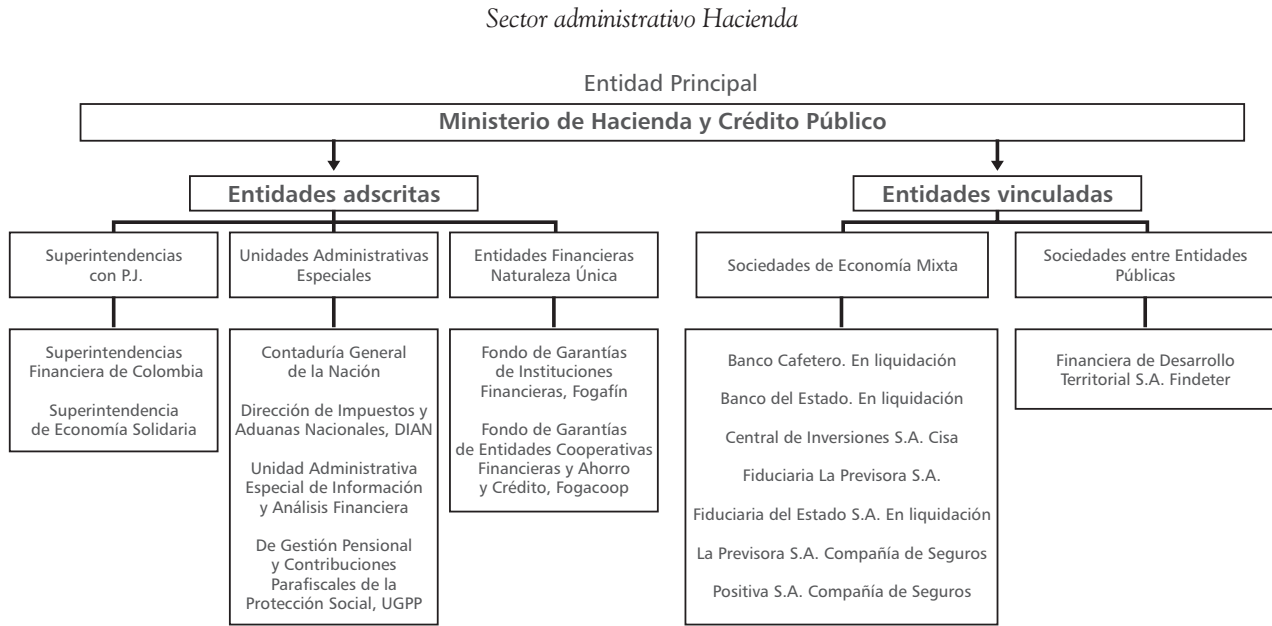 Sector administrativo Hacienda
Entidad Principal
Ministerio de Hacienda y Crédito Público
Entidades adscritas
Entidades vinculadas
Superintendencias
con P.J.
Unidades Administrativas
Especiales
Entidades Financieras
Naturaleza Única
Sociedades de Economía Mixta
Sociedades entre Entidades
Públicas
Superintendencias
Financiera de Colombia
Superintendencia
de Economía Solidaria
Contaduría General
de la Nación
Dirección de Impuestos y
Aduanas Nacionales, DIAN
Unidad Administrativa
Especial de Información
y Análisis Financiera
De Gestión Pensional
y Contribuciones
Parafiscales de la
Protección Social, UGPP
Fondo de Garantías
de Instituciones
Financieras, Fogafín
Fondo de Garantías
de Entidades Cooperativas
Financieras y Ahorro
y Crédito, Fogacoop
Banco Cafetero. En liquidación
Banco del Estado. En liquidación
Central de Inversiones S.A. Cisa
Fiduciaria La Previsora S.A.
Fiduciaria del Estado S.A. En liquidación
La Previsora S.A. Compañía de Seguros
Positiva S.A. Compañía de Seguros
Financiera de Desarrollo
Territorial S.A. Findeter